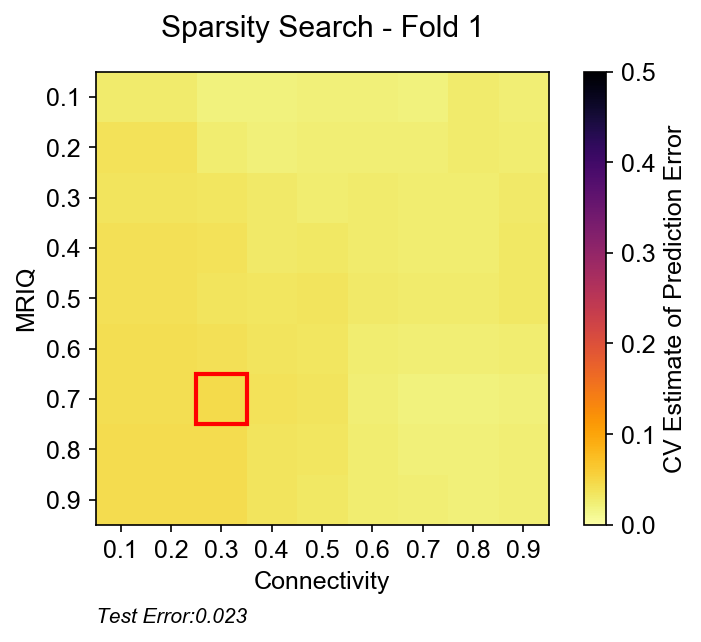 Sparsity Search - Fold 1
MRIQ
0.1
0.2
0.3
0.4
0.5
0.6
0.7
0.8
0.9
0.1 0.2 0.3 0.4 0.5 0.6 0.7 0.8 0.9
Connectivity
Test Error:0.023
0.5
0.4
0.3
0.2
0.1
0.0
CV Estimate of Prediction Error